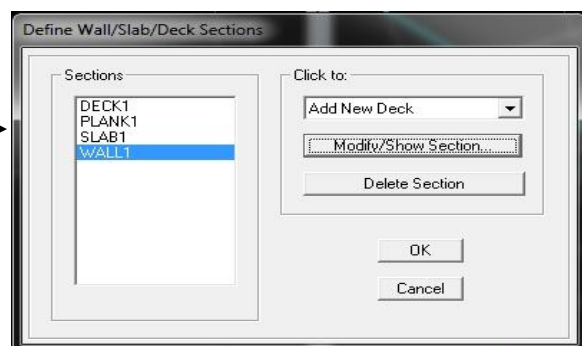 Define Wall/Slab/Deck Sections
Sections
DECK1
PLANK1
SLAB1
WALL1
Click to:
Add New Deck
Modify/Show Section...
Delete Section
OK
Cancel